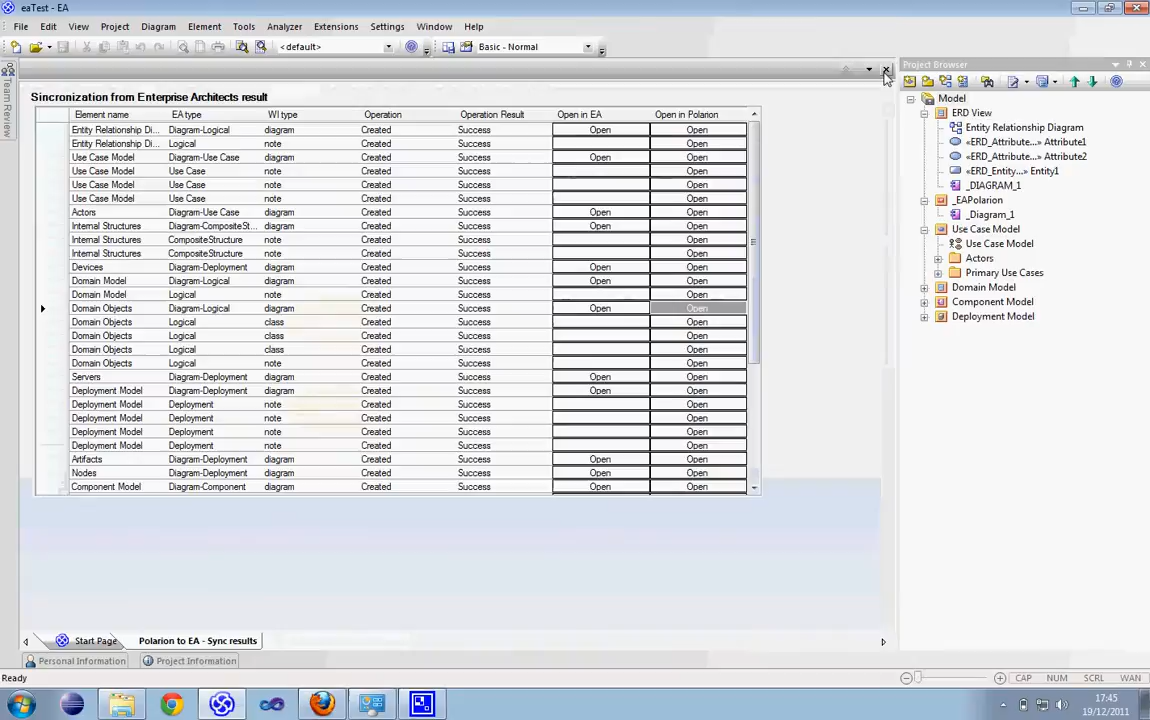 eaTest - EA
File Edit View Project Diagram Element Tools Analyzer Extensions Settings Window Help
<default> Basic - Normal
Project Browser
Team Review
Sincronization from Enterprise Architects result
Element name EA type WI type Operation Operation Result Open in EA Open in Polarion
Entity Relationship Di... Diagram-Logical diagram Created Success Open Open
Entity Relationship Di... Logical note Created Success Open
Use Case Model Diagram-Use Case diagram Created Success Open Open
Use Case Model Use Case note Created Success Open
Use Case Model Use Case note Created Success Open
Use Case Model Use Case note Created Success Open
Actors Diagram-Use Case diagram Created Success Open Open
Internal Structures Diagram-CompositeSt... diagram Created Success Open Open
Internal Structures CompositeStructure note Created Success Open
Internal Structures CompositeStructure note Created Success Open
Devices Diagram-Deployment diagram Created Success Open Open
Domain Model Diagram-Logical diagram Created Success Open Open
Domain Model Logical note Created Success Open
Domain Objects Diagram-Logical diagram Created Success Open Open
Domain Objects Logical class Created Success Open
Domain Objects Logical class Created Success Open
Domain Objects Logical class Created Success Open
Domain Objects Logical note Created Success Open
Servers Diagram-Deployment diagram Created Success Open Open
Deployment Model Diagram-Deployment diagram Created Success Open Open
Deployment Model Deployment note Created Success Open
Deployment Model Deployment note Created Success Open
Deployment Model Deployment note Created Success Open
Deployment Model Deployment note Created Success Open
Artifacts Diagram-Deployment diagram Created Success Open Open
Nodes Diagram-Deployment diagram Created Success Open Open
Component Model Diagram-Component diagram Created Success Open Open
Model
ERD View
Entity Relationship Diagram
«ERD_Attribute...» Attribute1
«ERD_Attribute...» Attribute2
«ERD_Entity...» Entity1
_DIAGRAM_1
_EAPolarion
_Diagram_1
Use Case Model
Use Case Model
Actors
Primary Use Cases
Domain Model
Component Model
Deployment Model
Start Page Polarion to EA - Sync results
Personal Information Project Information
Ready CAP NUM SCRL WAN
17:45
19/12/2011